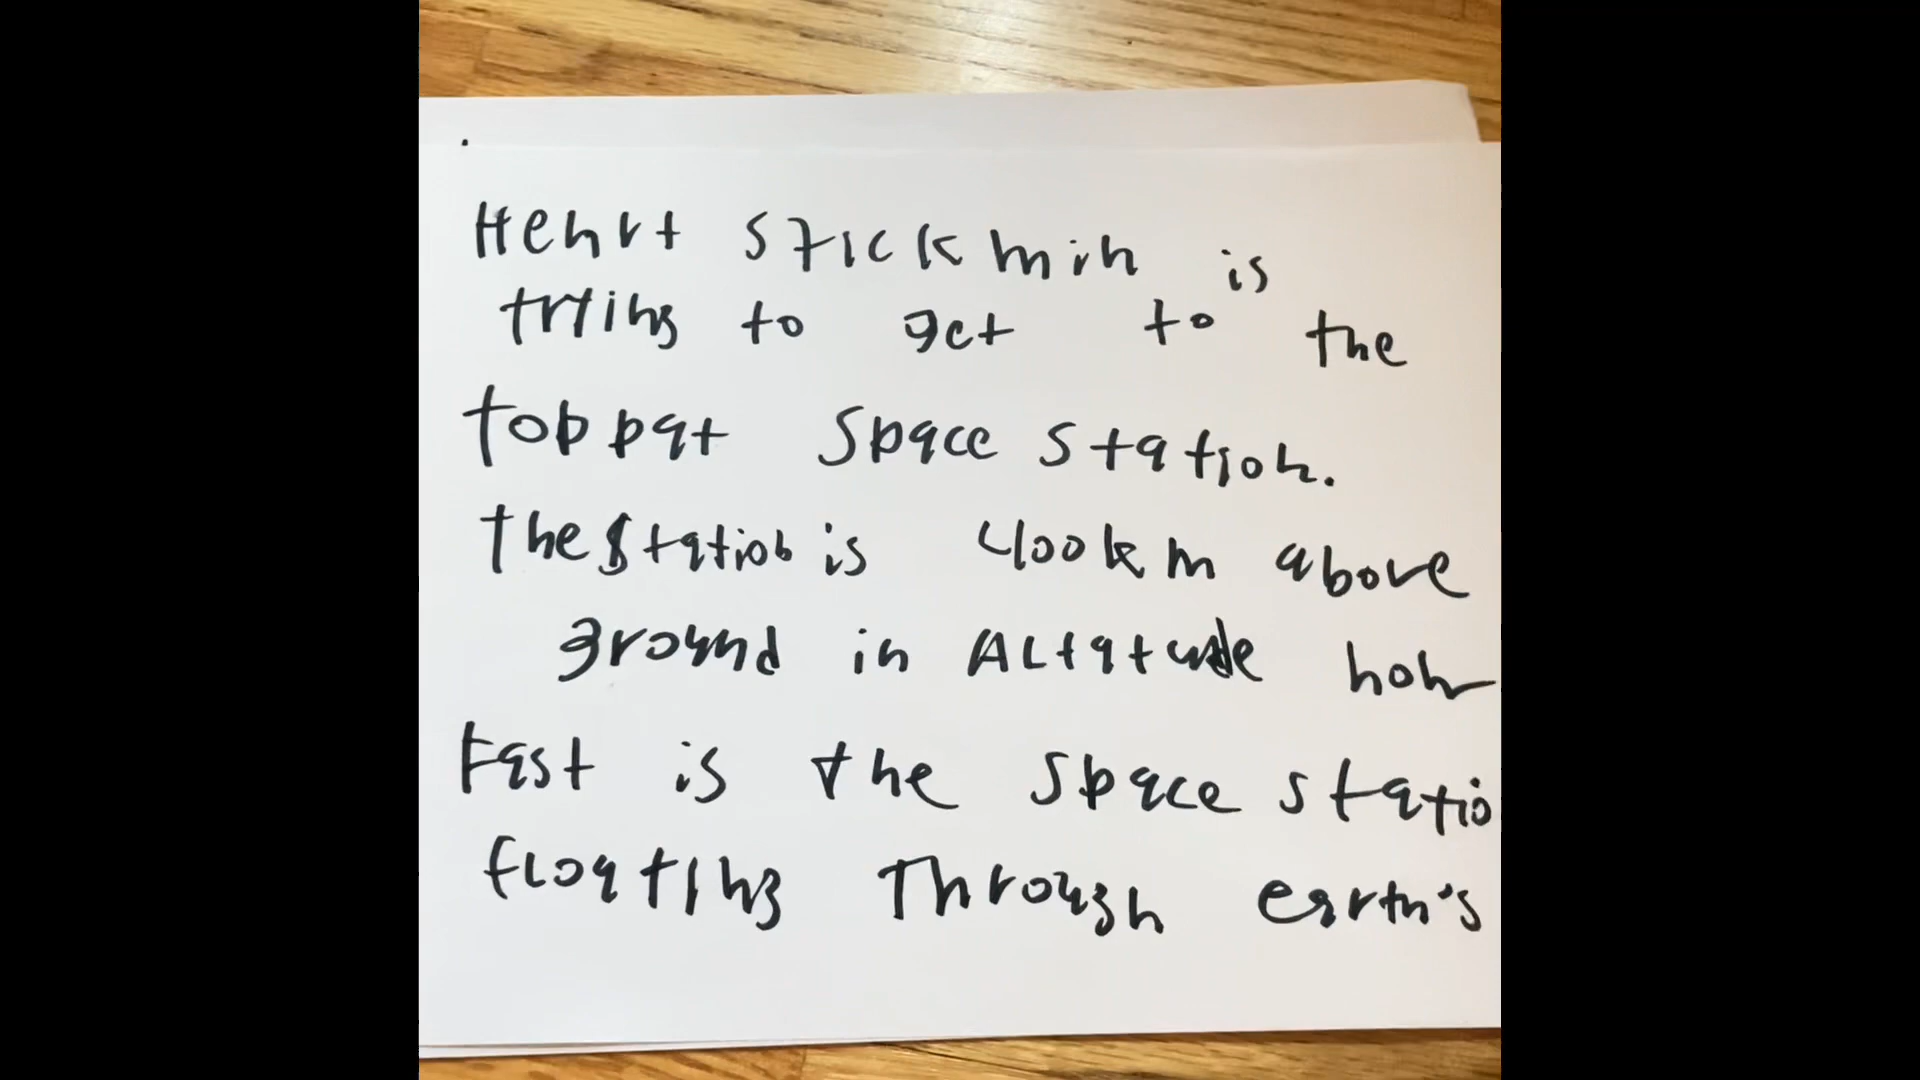 Henrt stickmin is
trying to get to the
toppat space station.
the station is 400km above
ground in ALtatude how
Fast is the space statio
fLoating Through earth's